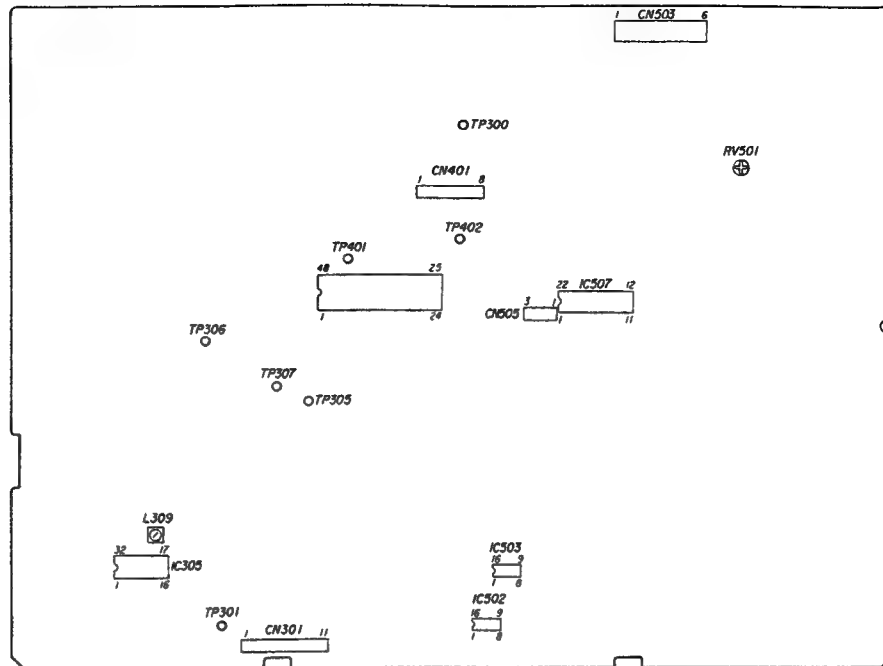 1 CN503 6
TP300
RV501
1 CN401 8
TP402
TP401
48 25
1 24
22 IC507 12
3 1
CN505
1 11
TP306
TP307
TP305
L309
32 17
IC305
1 16
IC503
16 9
1 8
IC502
16 9
1 8
TP301
1 CN301 11